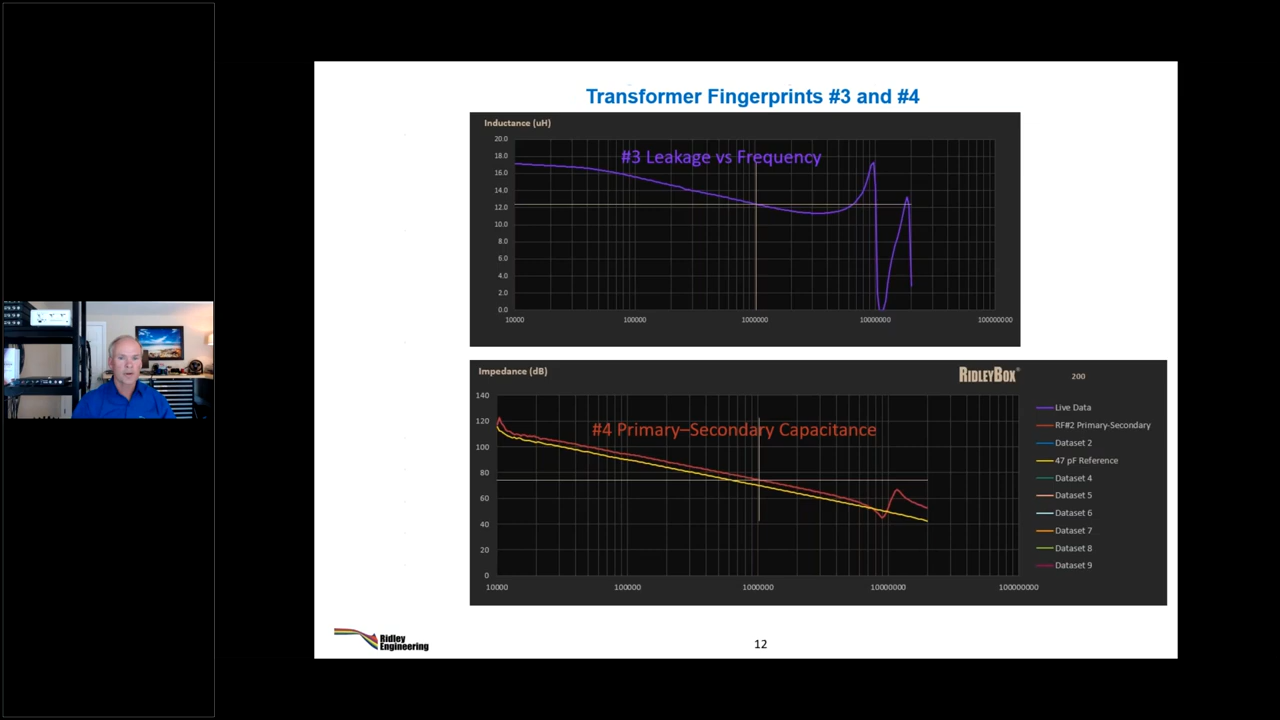 Transformer Fingerprints #3 and #4
Inductance (uH)
#3 Leakage vs Frequency
20.0
18.0
16.0
14.0
12.0
10.0
8.0
6.0
4.0
2.0
0.0
10000 100000 1000000 10000000 100000000
Impedance (dB)
RIDLEYBOX®
200
#4 Primary–Secondary Capacitance
140
120
100
80
60
40
20
0
10000 100000 1000000 10000000 100000000
Live Data
RF#2 Primary-Secondary
Dataset 2
47 pF Reference
Dataset 4
Dataset 5
Dataset 6
Dataset 7
Dataset 8
Dataset 9
Ridley
Engineering
12